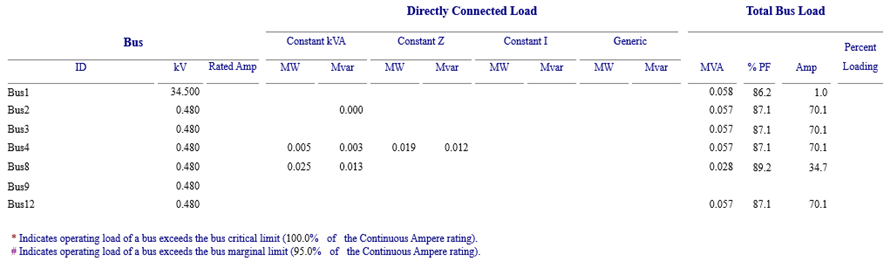 Directly Connected Load Total Bus Load
Bus Constant kVA Constant Z Constant I Generic Percent
ID kV Rated Amp MW Mvar MW Mvar MW Mvar MW Mvar MVA % PF Amp Loading
Bus1 34.500 0.058 86.2 1.0
Bus2 0.480 0.000 0.057 87.1 70.1
Bus3 0.480 0.057 87.1 70.1
Bus4 0.480 0.005 0.003 0.019 0.012 0.057 87.1 70.1
Bus8 0.480 0.025 0.013 0.028 89.2 34.7
Bus9 0.480
Bus12 0.480 0.057 87.1 70.1
* Indicates operating load of a bus exceeds the bus critical limit (100.0% of the Continuous Ampere rating).
# Indicates operating load of a bus exceeds the bus marginal limit (95.0% of the Continuous Ampere rating).